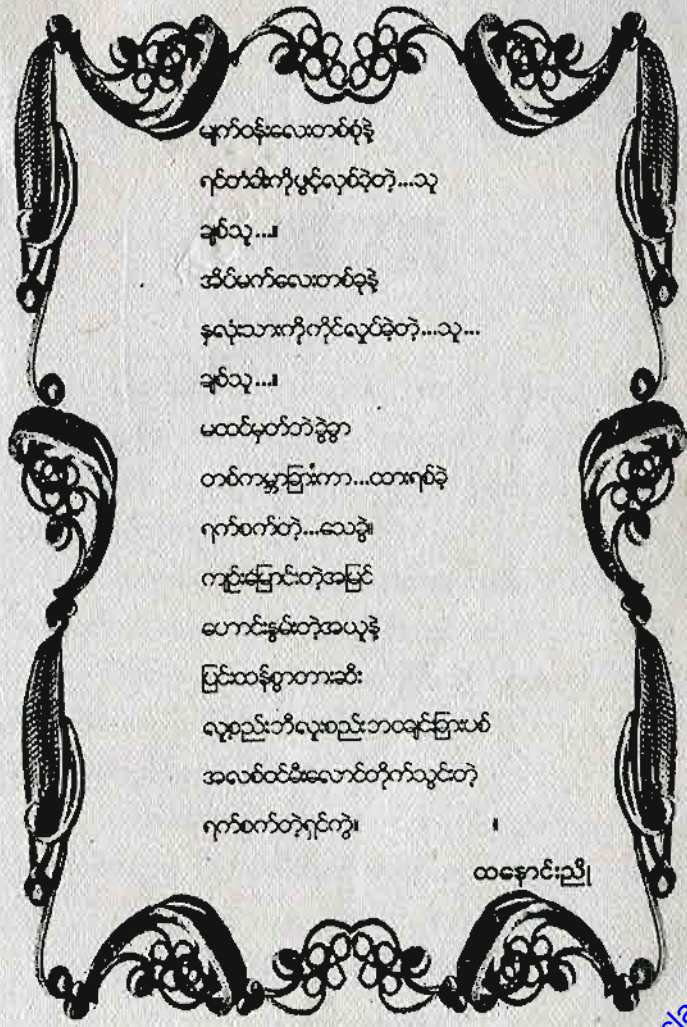 မျက်ဝန်းလေးတစ်စုံနဲ့
ရင်တံခါးကိုဖွင့်လှစ်ခဲ့တဲ့...သူ
ချစ်သူ...။
အိပ်မက်လေးတစ်ခုနဲ့
နှလုံးသားကိုကိုင်လှုပ်ခဲ့တဲ့...သူ...
ချစ်သူ...။
မထင်မှတ်ဘဲခွဲခွာ
တစ်ကမ္ဘာခြားကာ...ထားရစ်ခဲ့
ရက်စက်တဲ့...သေခွဲ။
ကျဉ်းမြောင်းတဲ့အမြင်
ဟောင်းနွမ်းတဲ့အယူနဲ့
ပြင်းထန်စွာတားဆီး
လူ့စည်းဘီလူးစည်းဘဝချင်းခြားပစ်
အလစ်ဝင်မီးလောင်တိုက်သွင်းတဲ့
ရက်စက်တဲ့ရှင်ကွဲ။ ။
ထနောင်းညို